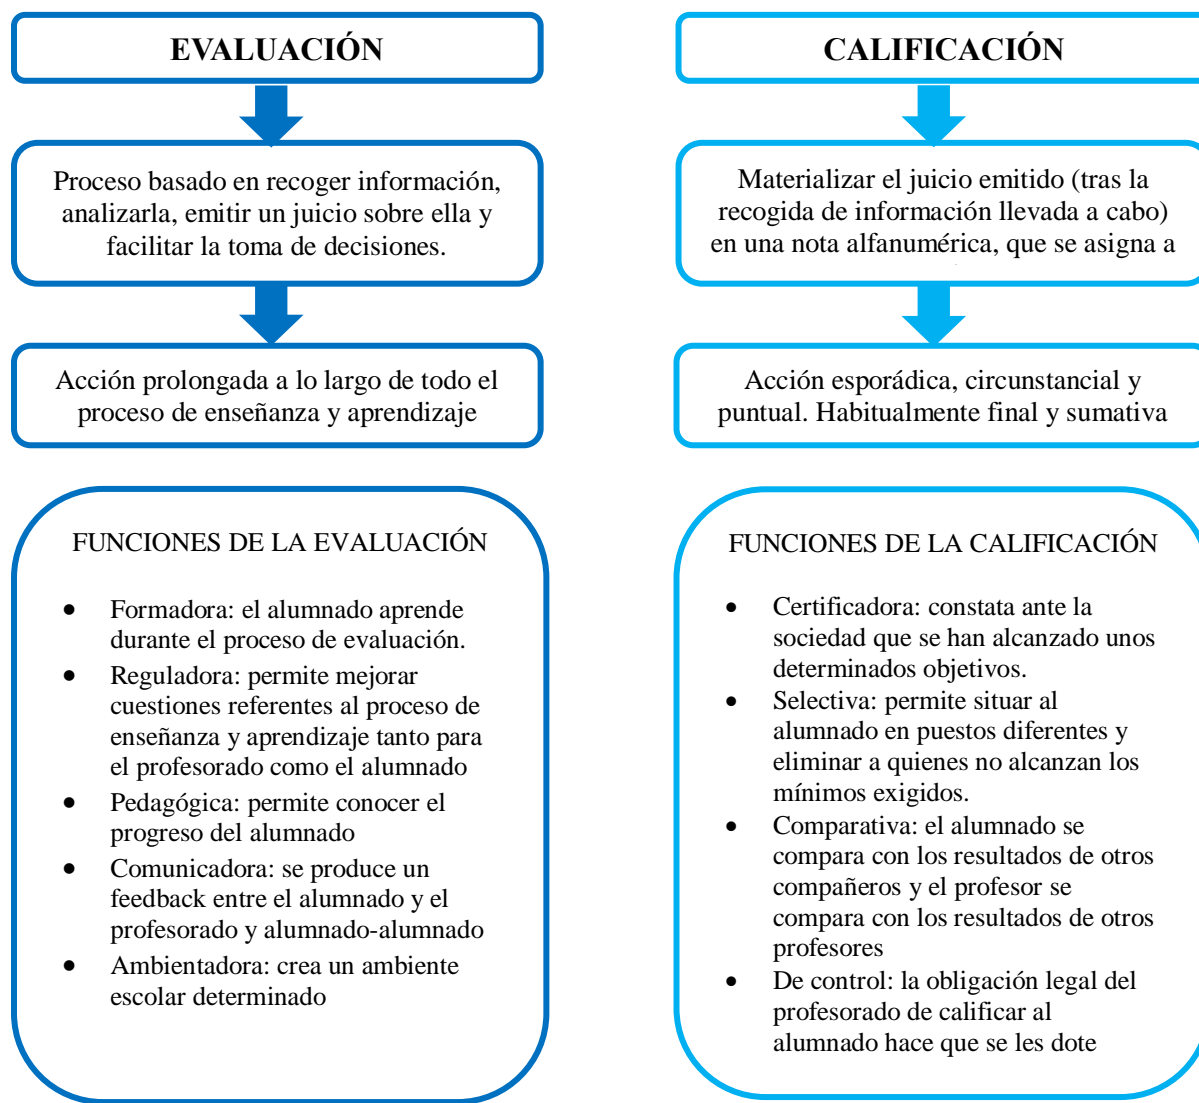 EVALUACIÓN
Proceso basado en recoger información,
analizarla, emitir un juicio sobre ella y
facilitar la toma de decisiones.
Acción prolongada a lo largo de todo el
proceso de enseñanza y aprendizaje
FUNCIONES DE LA EVALUACIÓN
• Formadora: el alumnado aprende
durante el proceso de evaluación.
• Reguladora: permite mejorar
cuestiones referentes al proceso de
enseñanza y aprendizaje tanto para
el profesorado como el alumnado
• Pedagógica: permite conocer el
progreso del alumnado
• Comunicadora: se produce un
feedback entre el alumnado y el
profesorado y alumnado-alumnado
• Ambientadora: crea un ambiente
escolar determinado
CALIFICACIÓN
Materializar el juicio emitido (tras la
recogida de información llevada a cabo)
en una nota alfanumérica, que se asigna a
Acción esporádica, circunstancial y
puntual. Habitualmente final y sumativa
FUNCIONES DE LA CALIFICACIÓN
• Certificadora: constata ante la
sociedad que se han alcanzado unos
determinados objetivos.
• Selectiva: permite situar al
alumnado en puestos diferentes y
eliminar a quienes no alcanzan los
mínimos exigidos.
• Comparativa: el alumnado se
compara con los resultados de otros
compañeros y el profesor se
compara con los resultados de otros
profesores
• De control: la obligación legal del
profesorado de calificar al
alumnado hace que se les dote